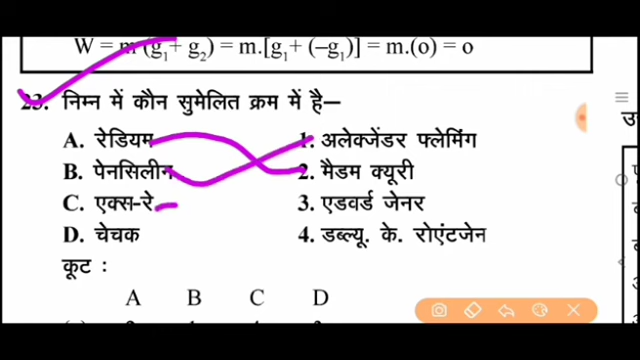 W = m (g₁+ g₂) = m.[g₁+ (–g₁)] = m.(o) = o
23. निम्न में कौन सुमेलित क्रम में है—
A. रेडियम 1. अलेक्जेंडर फ्लेमिंग
B. पेनसिलीन 2. मैडम क्यूरी
C. एक्स-रे 3. एडवर्ड जेनर
D. चेचक 4. डब्ल्यू. के. रोएंटजेन
कूट :
A B C D